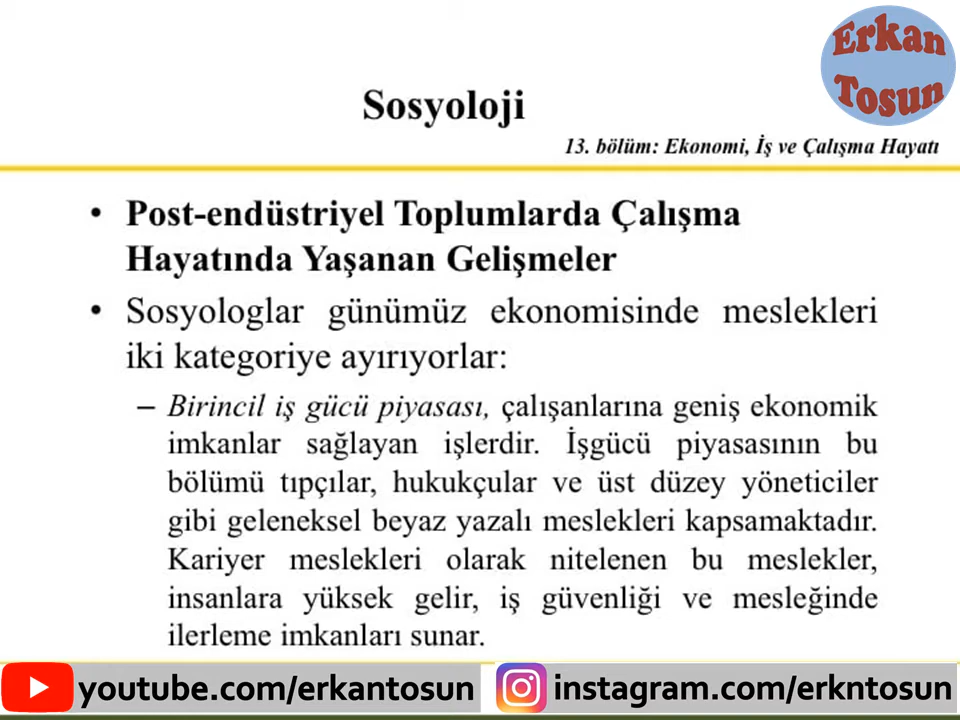 Erkan
Tosun
Sosyoloji
13. bölüm: Ekonomi, İş ve Çalışma Hayatı
• Post-endüstriyel Toplumlarda Çalışma
Hayatında Yaşanan Gelişmeler
• Sosyologlar günümüz ekonomisinde meslekleri
iki kategoriye ayırıyorlar:
– Birincil iş gücü piyasası, çalışanlarına geniş ekonomik
imkanlar sağlayan işlerdir. İşgücü piyasasının bu
bölümü tıpçılar, hukukçular ve üst düzey yöneticiler
gibi geleneksel beyaz yazalı meslekleri kapsamaktadır.
Kariyer meslekleri olarak nitelenen bu meslekler,
insanlara yüksek gelir, iş güvenliği ve mesleğinde
ilerleme imkanları sunar.
youtube.com/erkantosun
instagram.com/erkntosun